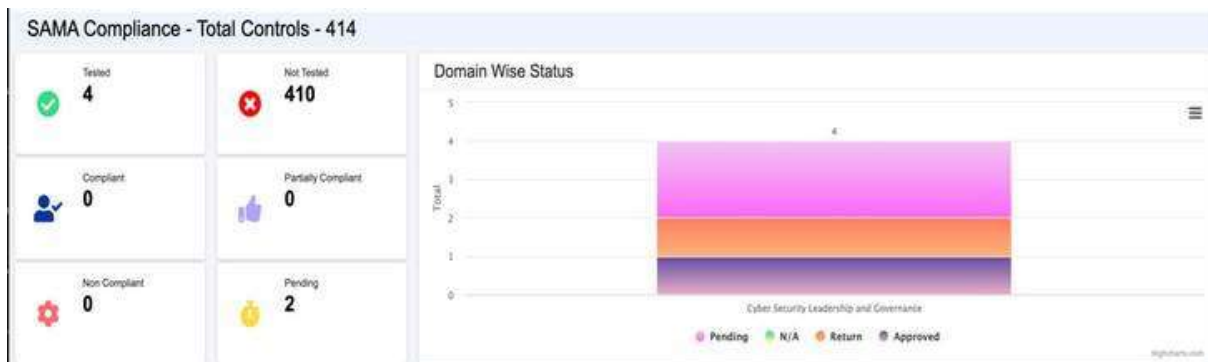 SAMA Compliance - Total Controls - 414
Tested
4
Not Tested
410
Compliant
0
Partially Compliant
0
Non Compliant
0
Pending
2
Domain Wise Status
5
4
3
2
1
0
Total
4
Cyber Security Leadership and Governance
Pending
N/A
Return
Approved
Highcharts.com